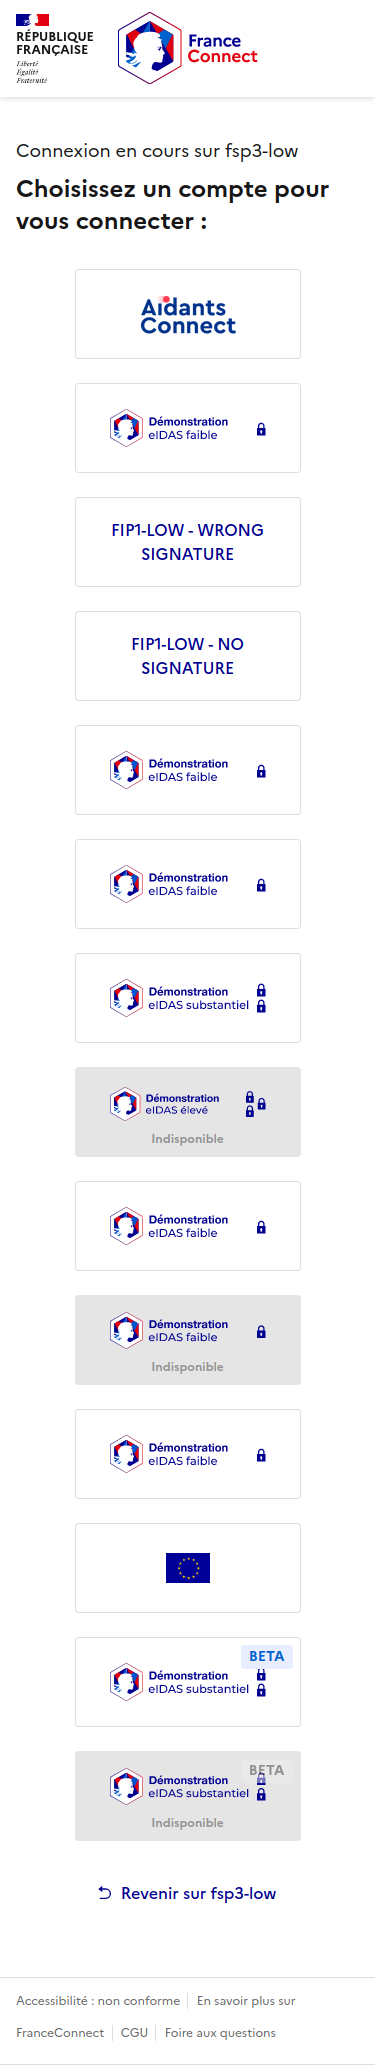 RÉPUBLIQUE
FRANÇAISE
Liberté
Égalité
Fraternité
France
Connect
Connexion en cours sur fsp3-low
Choisissez un compte pour
vous connecter :
Aidants
Connect
Démonstration
eIDAS faible
FIP1-LOW - WRONG
SIGNATURE
FIP1-LOW - NO
SIGNATURE
Démonstration
eIDAS faible
Démonstration
eIDAS faible
Démonstration
eIDAS substantiel
Démonstration
eIDAS élevé
Indisponible
Démonstration
eIDAS faible
Démonstration
eIDAS faible
Indisponible
Démonstration
eIDAS faible
BETA
Démonstration
eIDAS substantiel
BETA
Démonstration
eIDAS substantiel
Indisponible
Revenir sur fsp3-low
Accessibilité : non conforme En savoir plus sur
FranceConnect CGU Foire aux questions